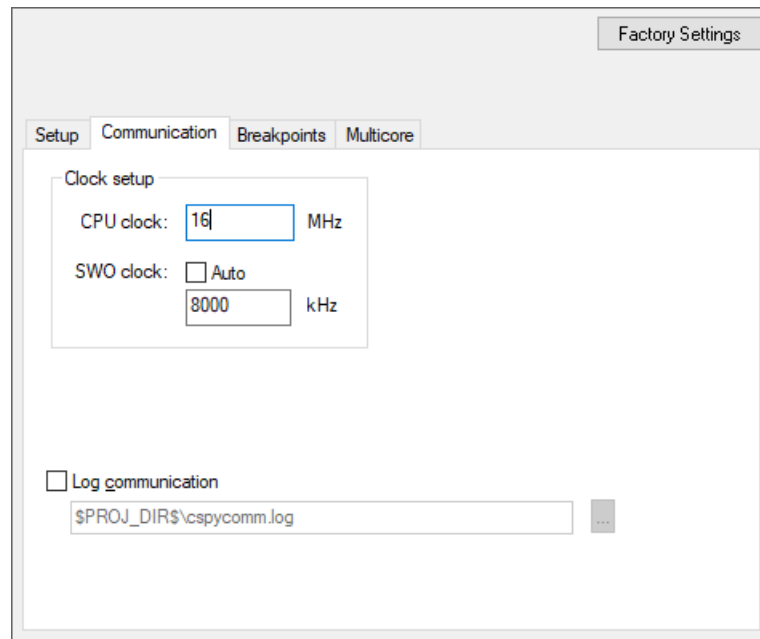 Factory Settings
Setup Communication Breakpoints Multicore
Clock setup
CPU clock: 16 MHz
SWO clock: Auto
8000 kHz
Log communication
$PROJ_DIR$\cspycomm.log ...